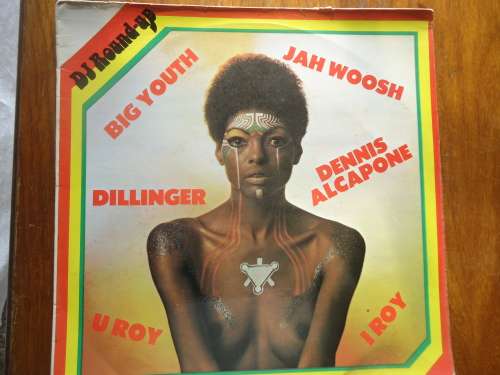 DJ Round-up
BIG YOUTH
JAH WOOSH
DILLINGER
DENNIS
ALCAPONE
U ROY
I ROY